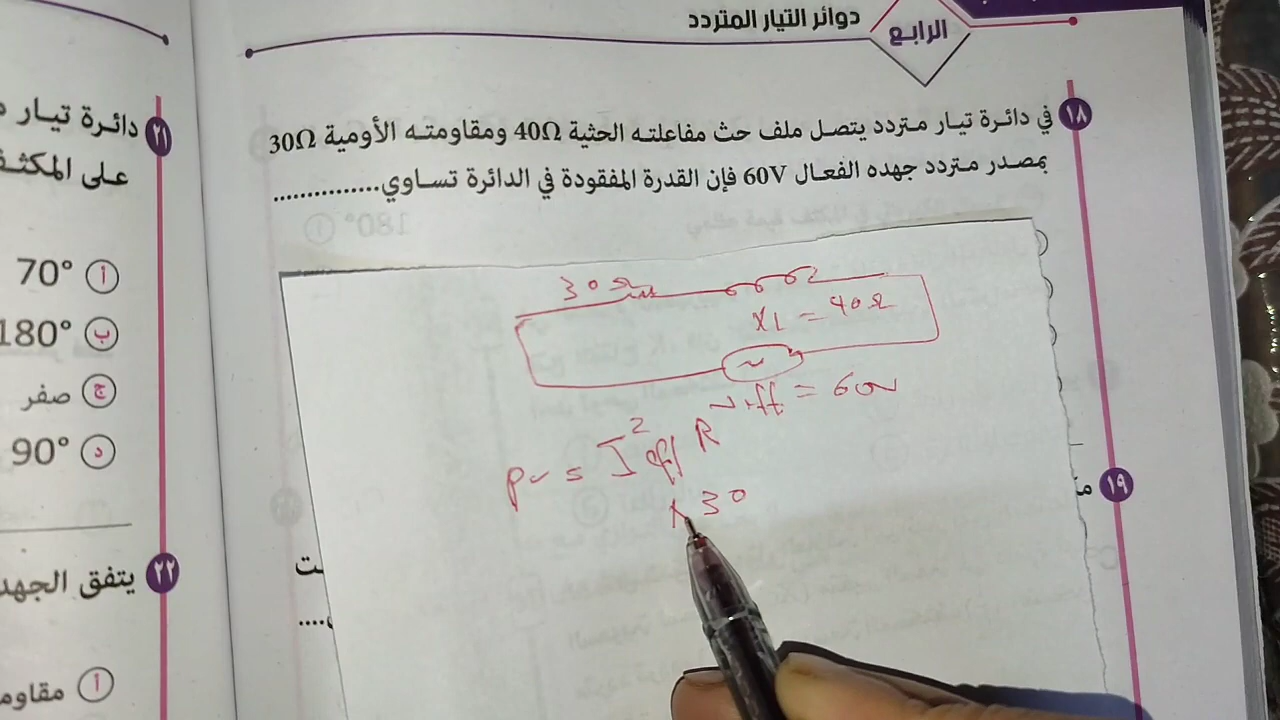 دوائر التيار المتردد
الرابع
١٨ في دائرة تيار متردد يتصل ملف حث مفاعلته الحثية 40Ω ومقاومته الأومية 30Ω
بمصدر متردد جهده الفعال 60V فإن القدرة المفقودة في الدائرة تساوي...............
30Ω
XL = 40Ω
~
Veff = 60v
Pw = I²eff R
x 30
١٩
ت
....
٢١ دائرة تيار
على المكثف
أ 70°
ب 180°
ج صفر
د 90°
٢٢ يتفق الجهد
أ مقاوم